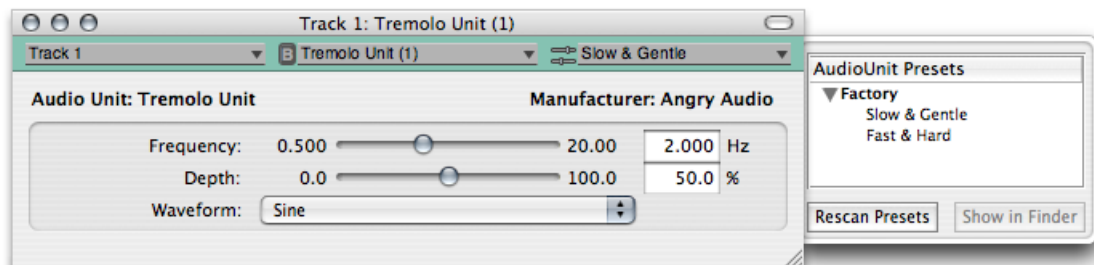 Track 1: Tremolo Unit (1)
Track 1 B Tremolo Unit (1) Slow & Gentle
Audio Unit: Tremolo Unit Manufacturer: Angry Audio
Frequency: 0.500 20.00 2.000 Hz
Depth: 0.0 100.0 50.0 %
Waveform: Sine
AudioUnit Presets
Factory
Slow & Gentle
Fast & Hard
Rescan Presets Show in Finder